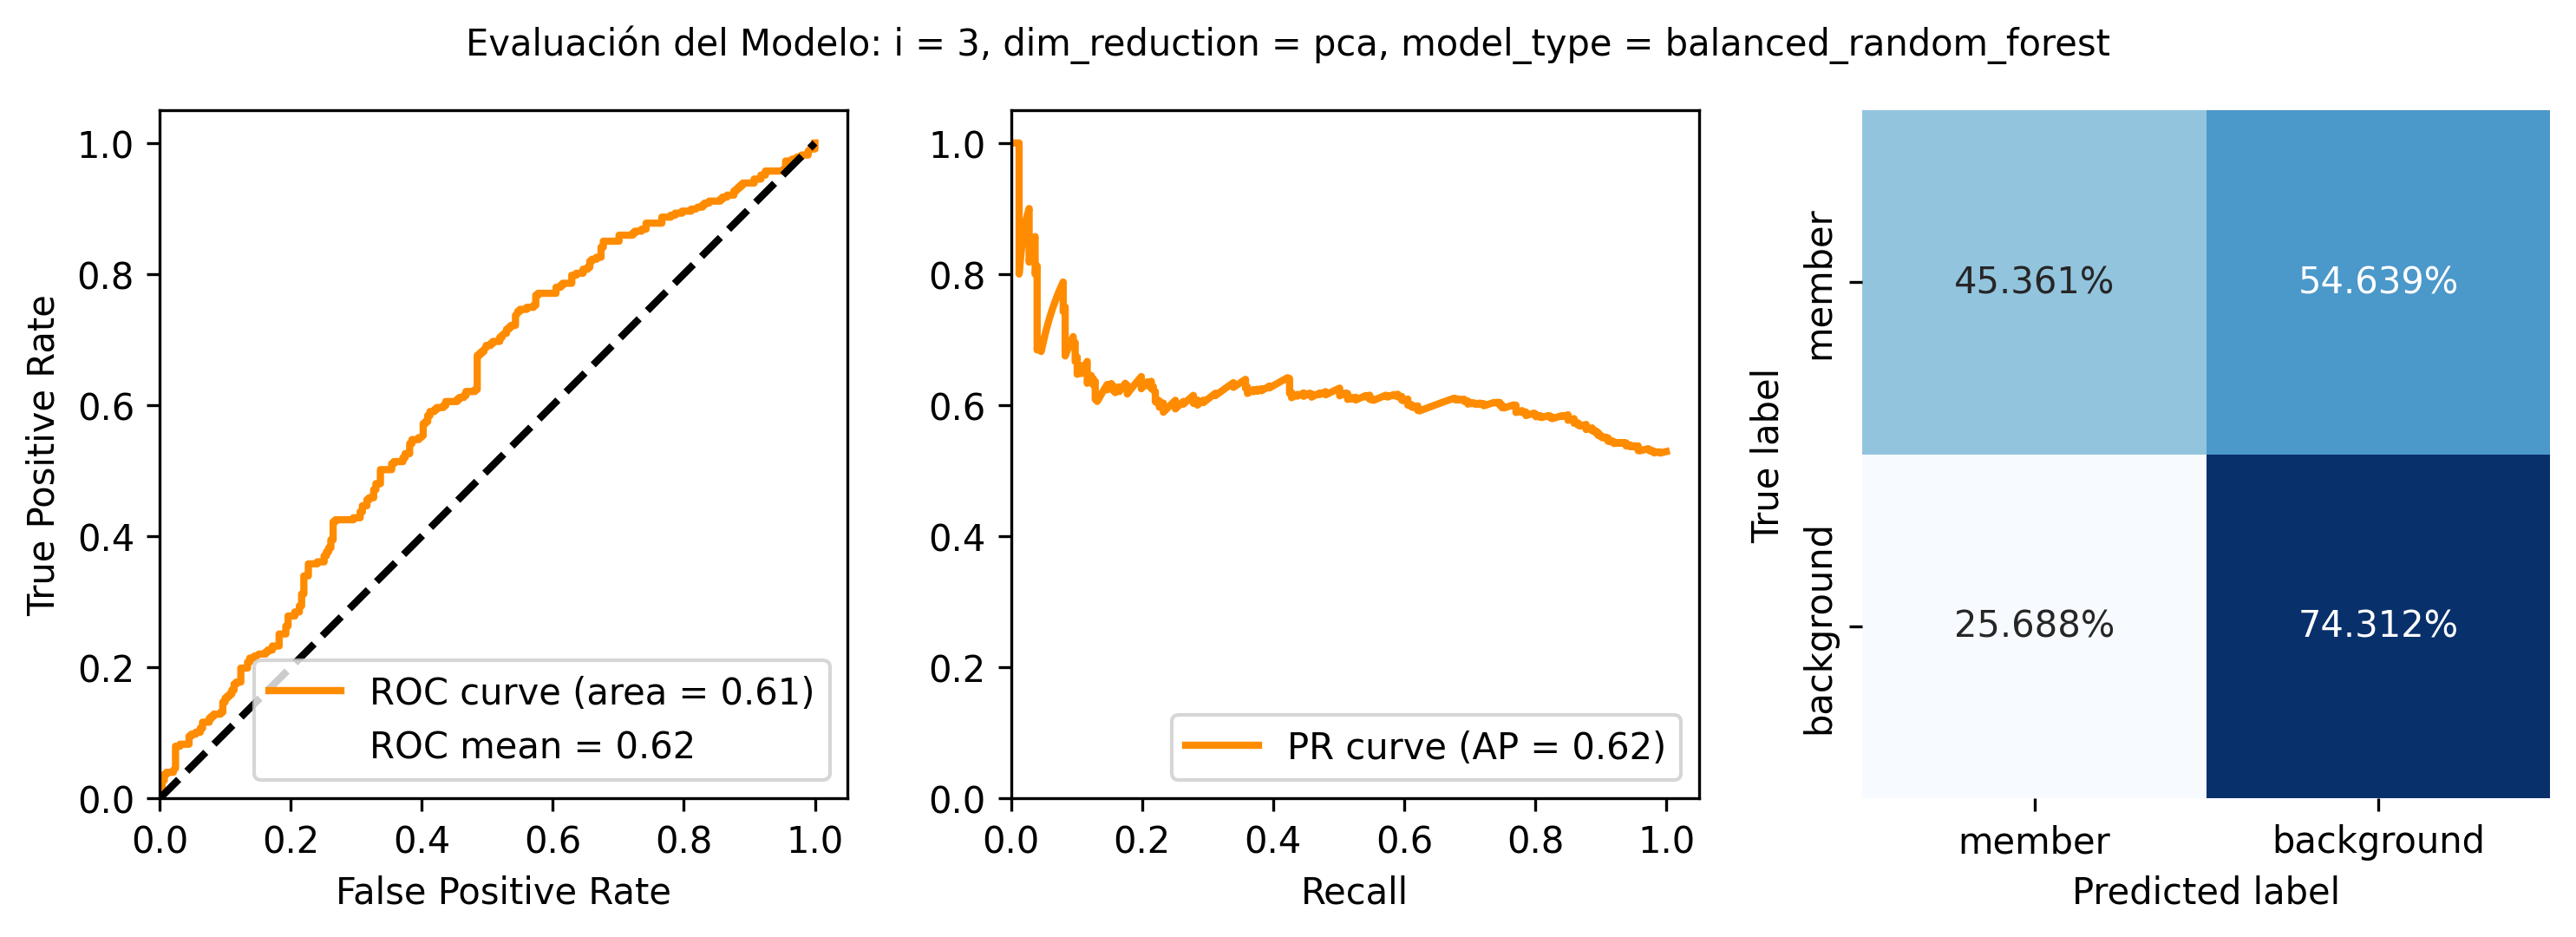 Evaluación del Modelo: i = 3, dim_reduction = pca, model_type = balanced_random_forest
1.0
0.8
0.6
0.4
0.2
0.0
True Positive Rate
0.0 0.2 0.4 0.6 0.8 1.0
False Positive Rate
ROC curve (area = 0.61)
ROC mean = 0.62
1.0
0.8
0.6
0.4
0.2
0.0
0.0 0.2 0.4 0.6 0.8 1.0
Recall
PR curve (AP = 0.62)
True label
member
background
45.361% 54.639%
25.688% 74.312%
member background
Predicted label